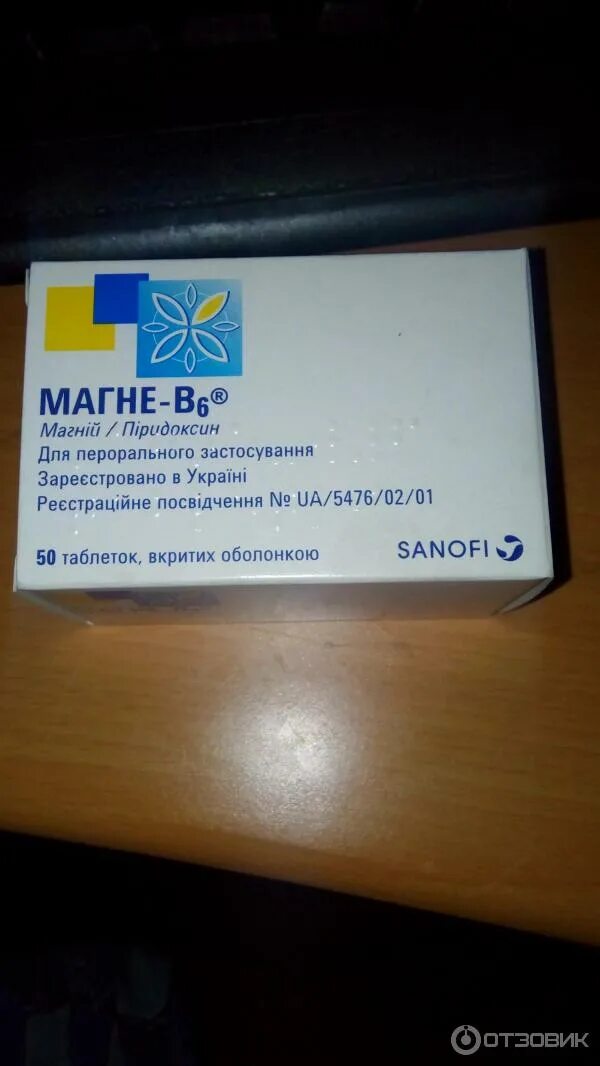 МАГНЕ-В6®
Магній / Піридоксин
Для перорального застосування
Зареєстровано в Україні
Реєстраційне посвідчення № UA/5476/02/01
50 таблеток, вкритих оболонкою
SANOFI
ОТЗОВИК